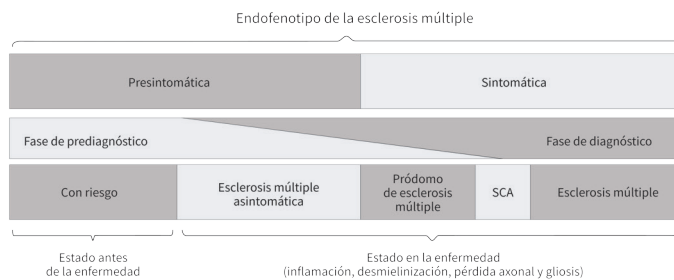 Endofenotipo de la esclerosis múltiple
Presintomática
Sintomática
Fase de prediagnóstico
Fase de diagnóstico
Con riesgo
Esclerosis múltiple
asintomática
Pródomo
de esclerosis
múltiple
SCA
Esclerosis múltiple
Estado antes
de la enfermedad
Estado en la enfermedad
(inflamación, desmielinización, pérdida axonal y gliosis)